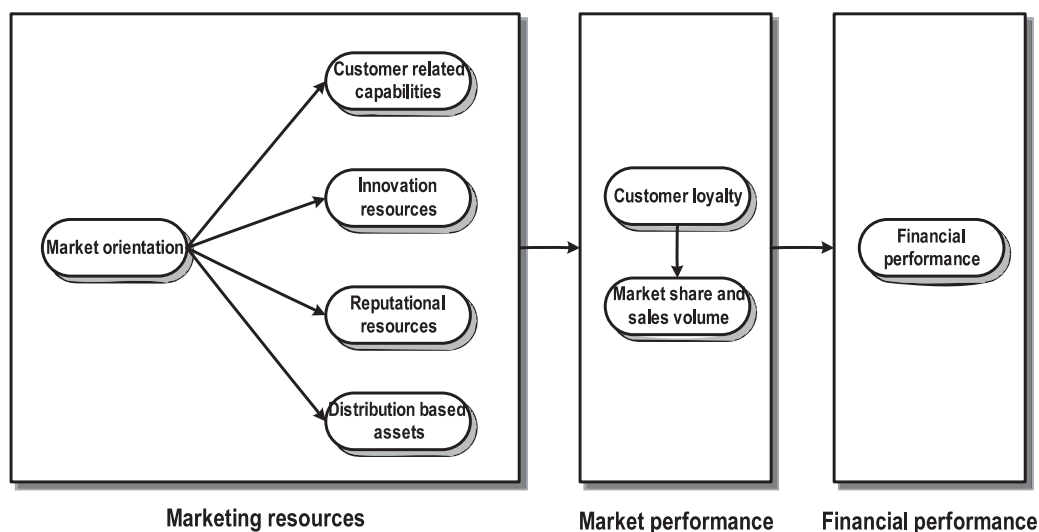 Customer related
capabilities
Innovation
resources
Market orientation
Reputational
resources
Distribution based
assets
Customer loyalty
Market share and
sales volume
Financial
performance
Marketing resources
Market performance
Financial performance